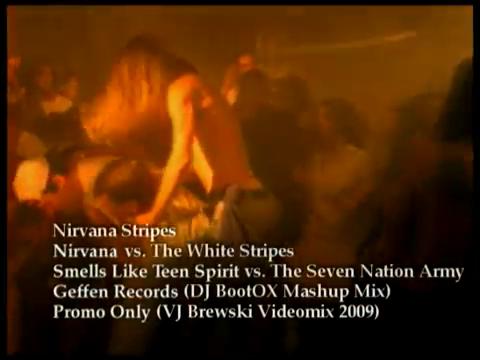 Nirvana Stripes
Nirvana vs. The White Stripes
Smells Like Teen Spirit vs. The Seven Nation Army
Geffen Records (DJ BootOX Mashup Mix)
Promo Only (VJ Brewski Videomix 2009)